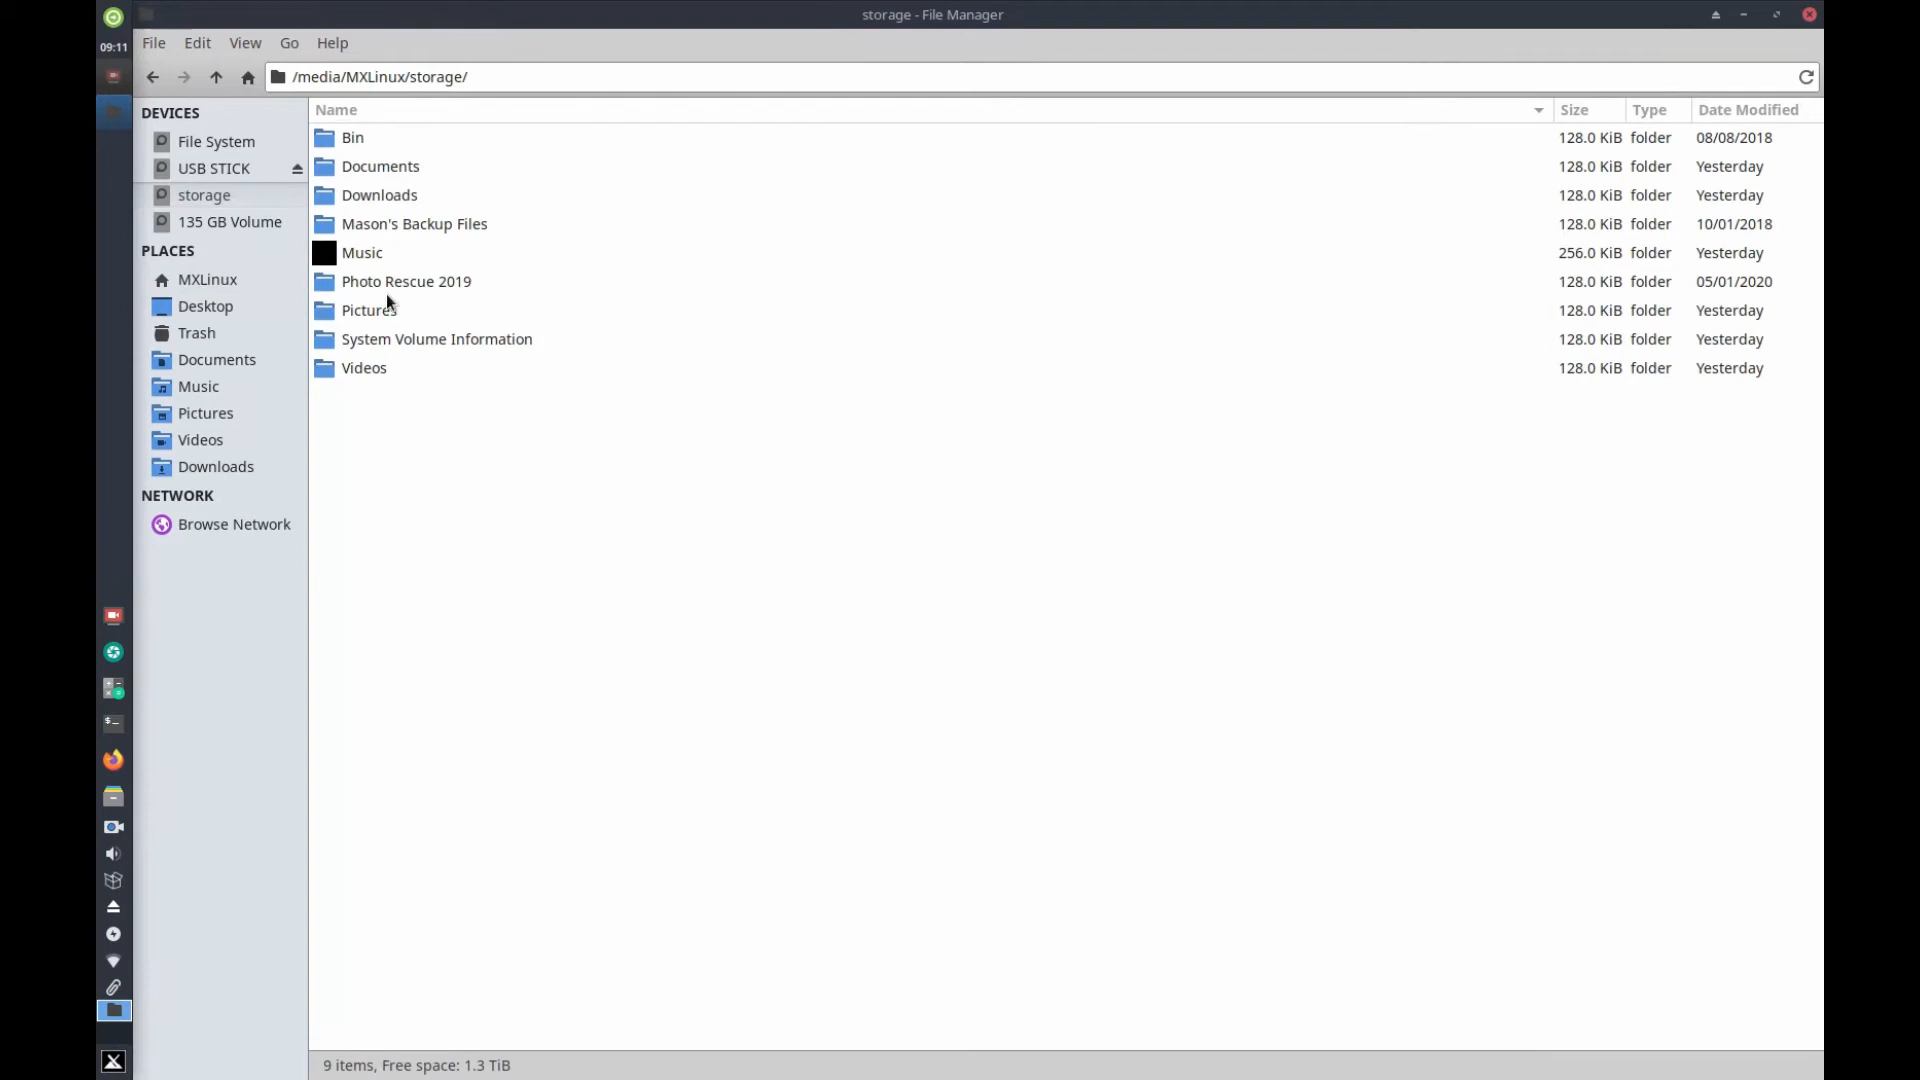 storage - File Manager
09:11
File Edit View Go Help
/media/MXLinux/storage/
DEVICES
File System
USB STICK
storage
135 GB Volume
PLACES
MXLinux
Desktop
Trash
Documents
Music
Pictures
Videos
Downloads
NETWORK
Browse Network
Name Size Type Date Modified
Bin 128.0 KiB folder 08/08/2018
Documents 128.0 KiB folder Yesterday
Downloads 128.0 KiB folder Yesterday
Mason's Backup Files 128.0 KiB folder 10/01/2018
Music 256.0 KiB folder Yesterday
Photo Rescue 2019 128.0 KiB folder 05/01/2020
Pictures 128.0 KiB folder Yesterday
System Volume Information 128.0 KiB folder Yesterday
Videos 128.0 KiB folder Yesterday
9 items, Free space: 1.3 TiB